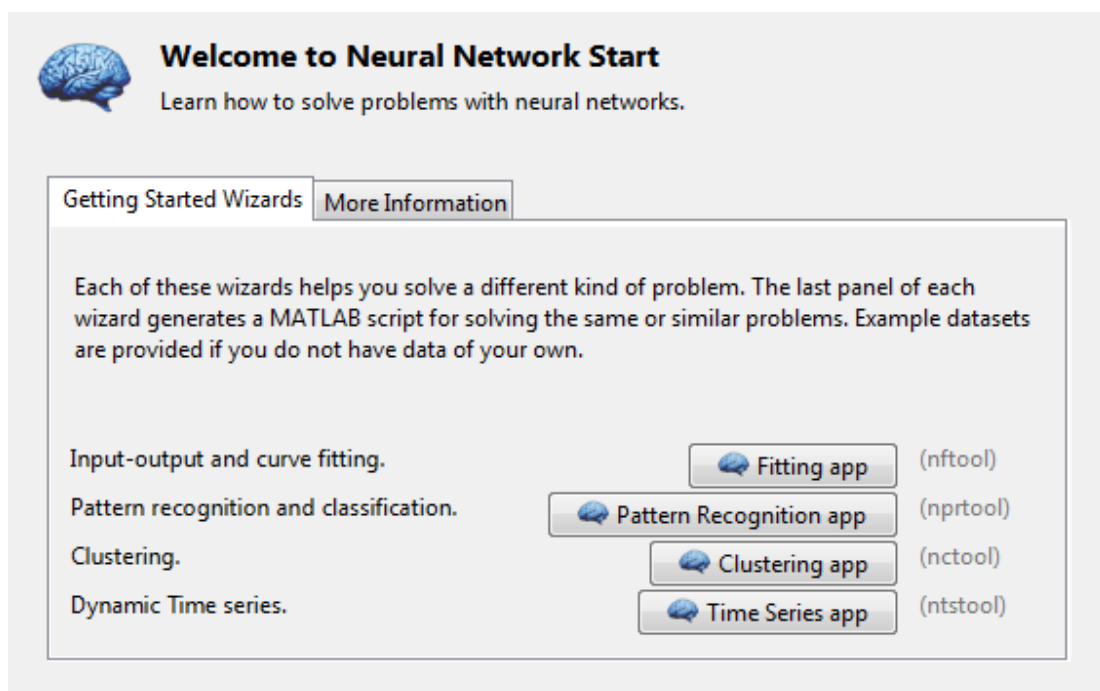 Welcome to Neural Network Start
Learn how to solve problems with neural networks.
Getting Started Wizards
More Information
Each of these wizards helps you solve a different kind of problem. The last panel of each
wizard generates a MATLAB script for solving the same or similar problems. Example datasets
are provided if you do not have data of your own.
Input-output and curve fitting. Fitting app (nftool)
Pattern recognition and classification. Pattern Recognition app (nprtool)
Clustering. Clustering app (nctool)
Dynamic Time series. Time Series app (ntstool)